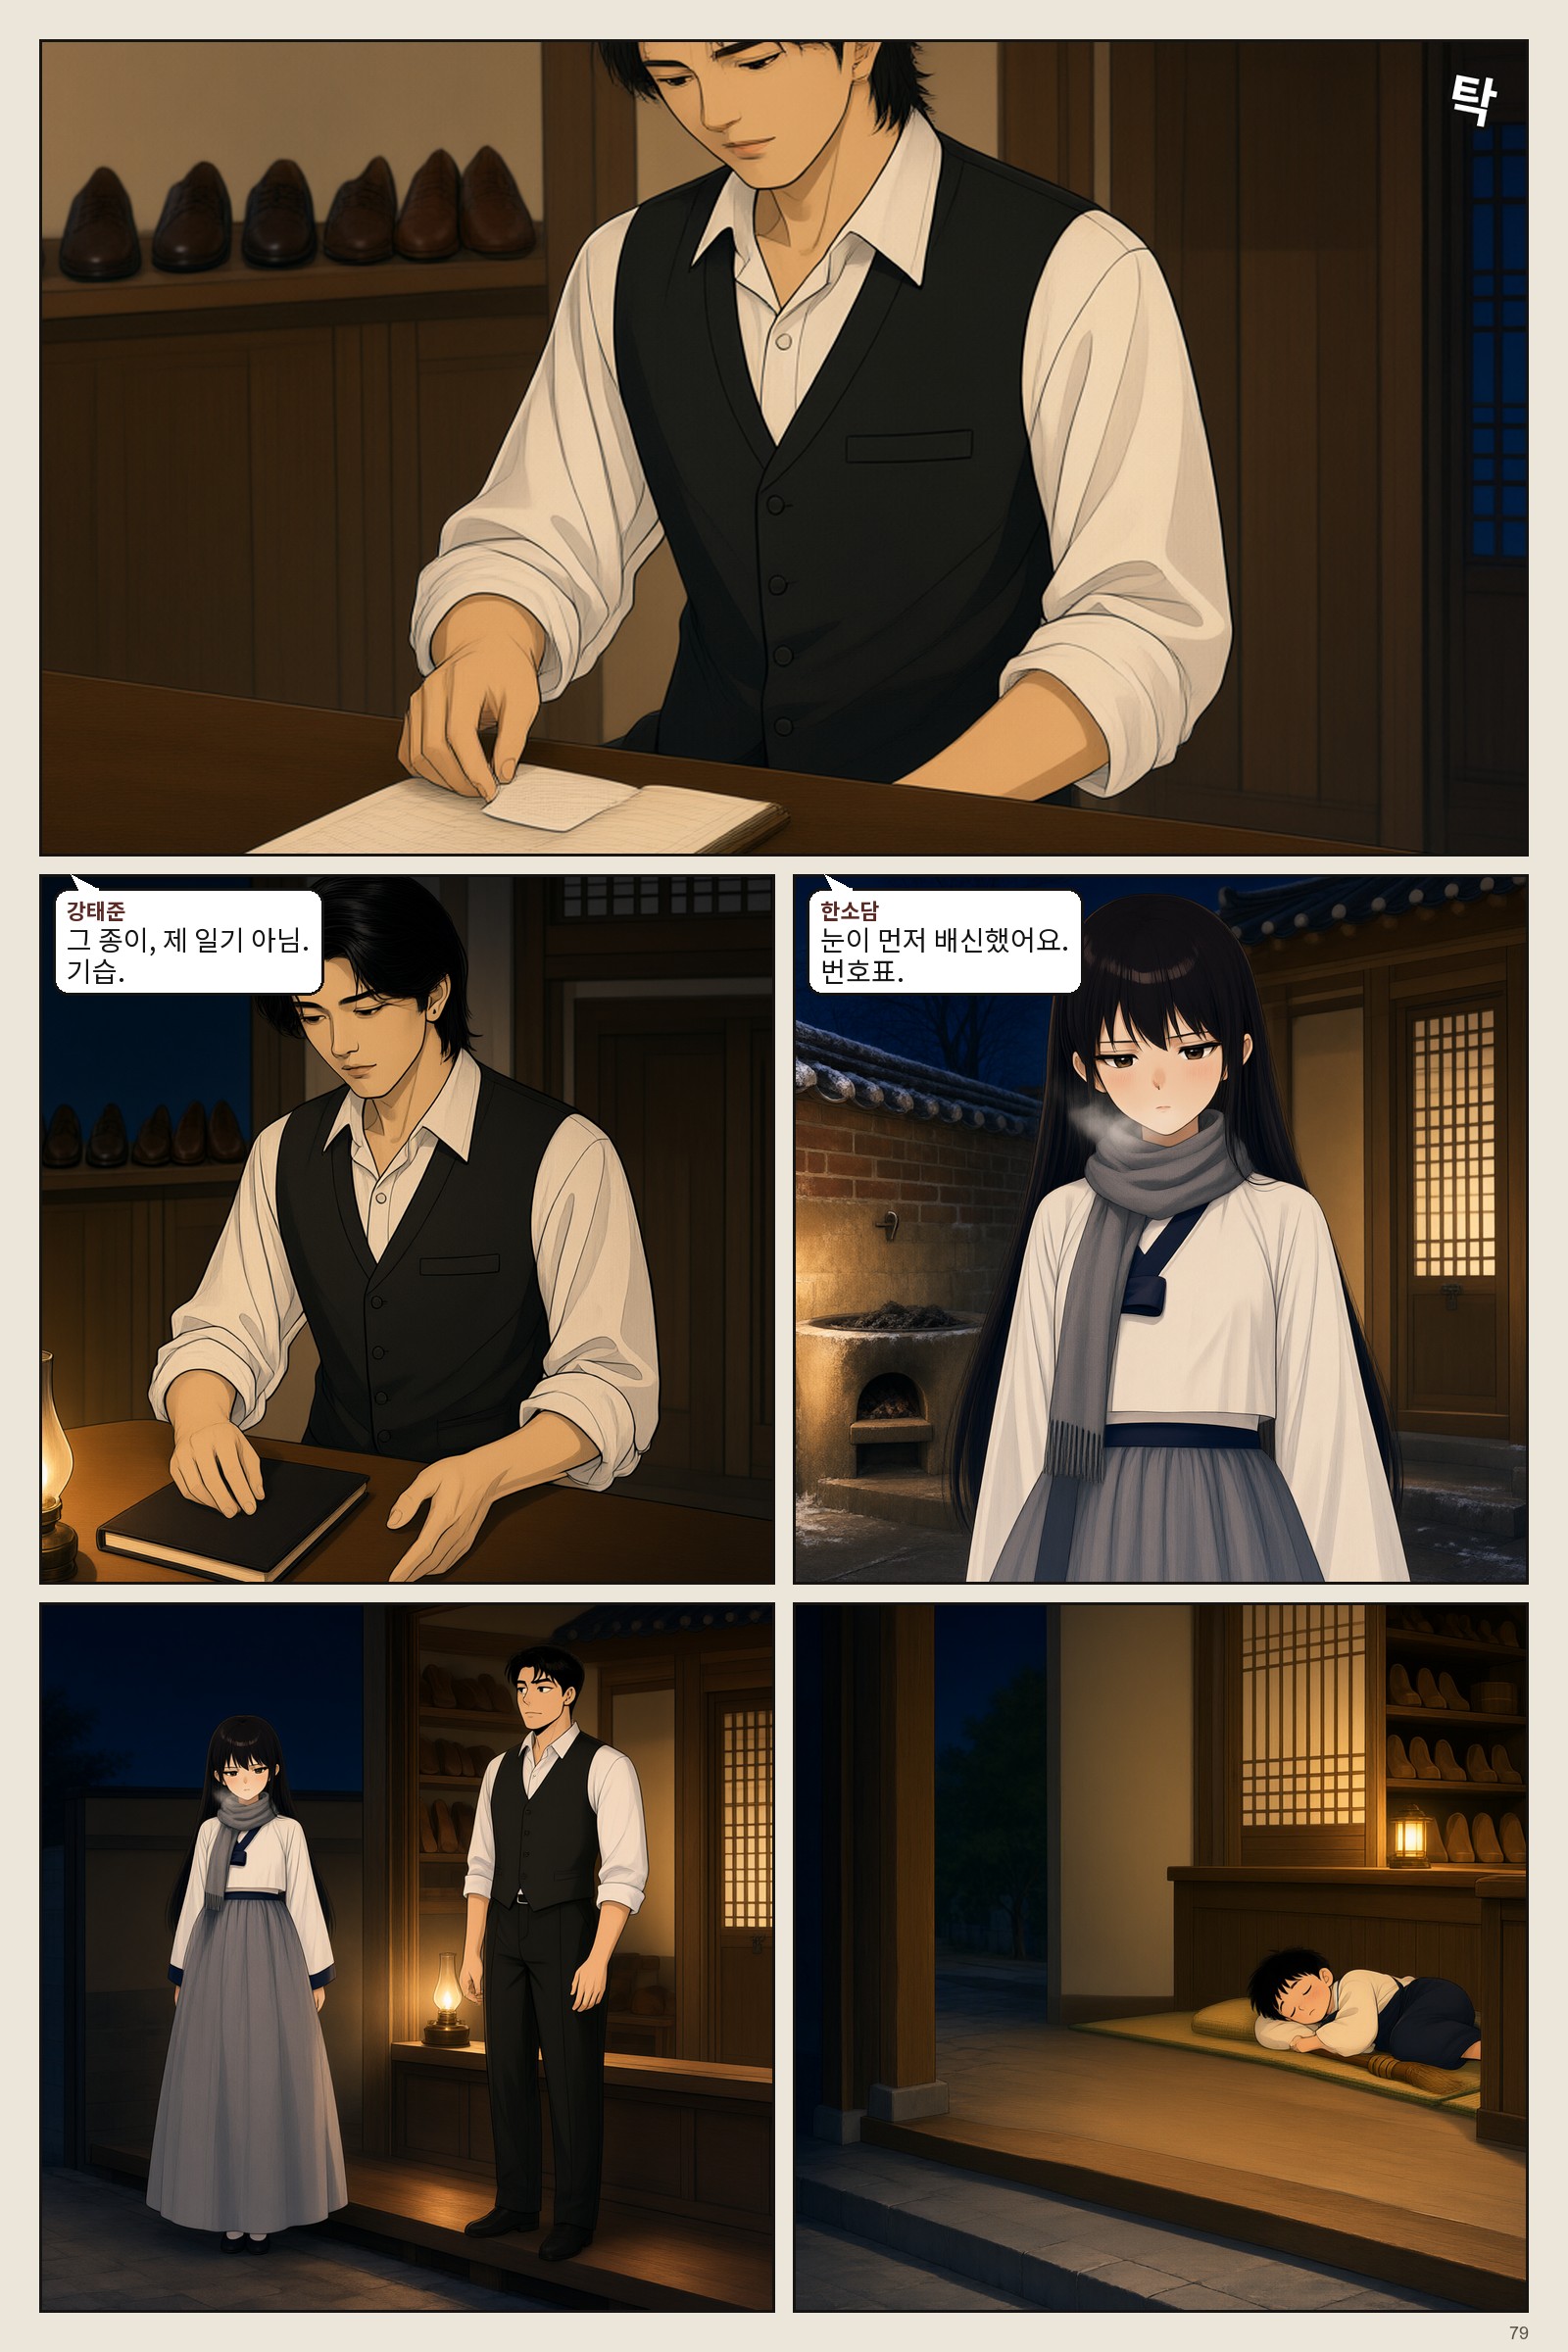 탁
강태준
그 종이, 제 일기 아님.
기습.
한소담
눈이 먼저 배신했어요.
번호표.
79